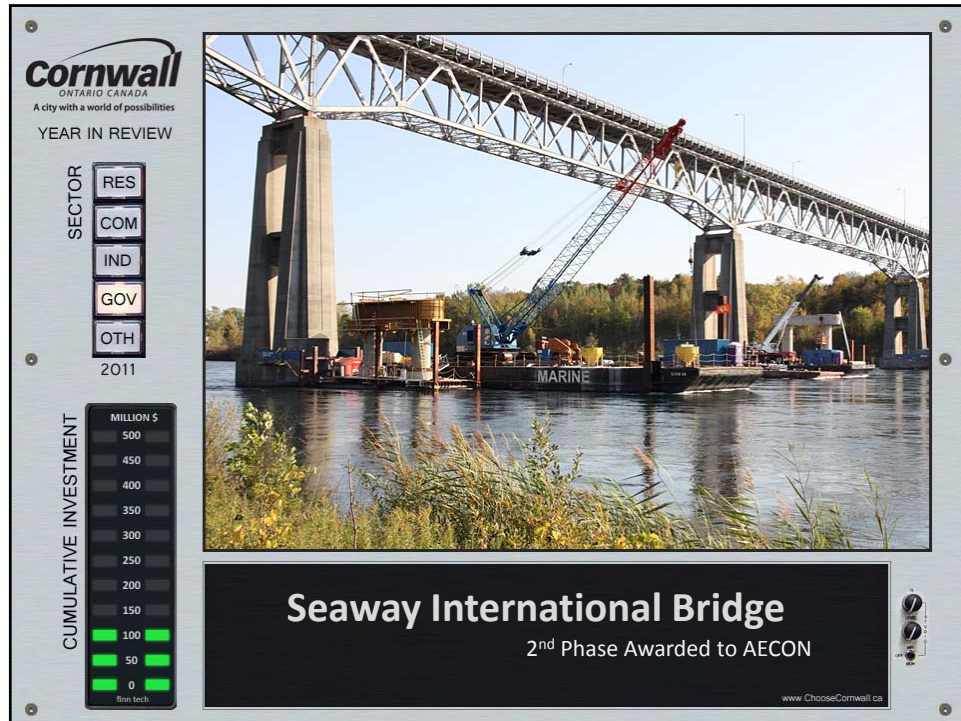 Cornwall
ONTARIO CANADA
A city with a world of possibilities
YEAR IN REVIEW
SECTOR
RES
COM
IND
GOV
OTH
2011
CUMULATIVE INVESTMENT
MILLION $
500
450
400
350
300
250
200
150
100
50
0
finn tech
MARINE
Seaway International Bridge
2nd Phase Awarded to AECON
www.ChooseCornwall.ca